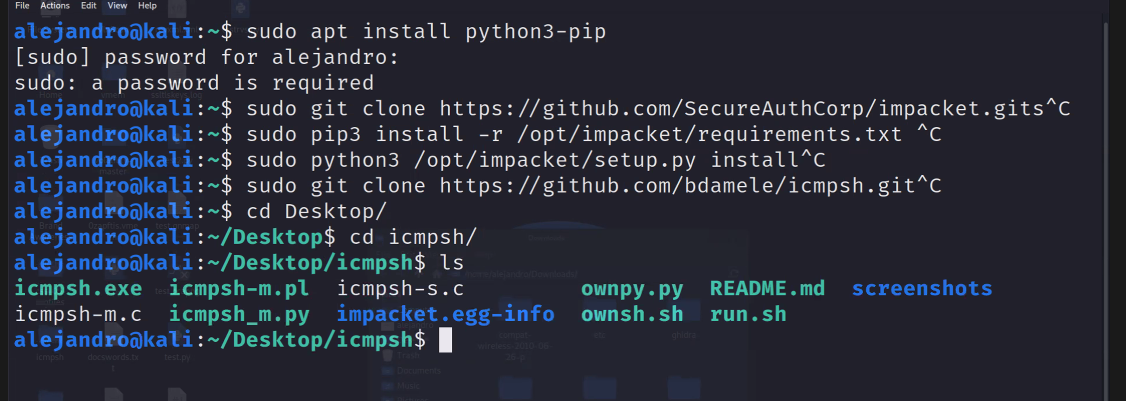 File Actions Edit View Help
alejandro@kali:~$ sudo apt install python3-pip
[sudo] password for alejandro:
sudo: a password is required
alejandro@kali:~$ sudo git clone https://github.com/SecureAuthCorp/impacket.gits^C
alejandro@kali:~$ sudo pip3 install -r /opt/impacket/requirements.txt ^C
alejandro@kali:~$ sudo python3 /opt/impacket/setup.py install^C
alejandro@kali:~$ sudo git clone https://github.com/bdamele/icmpsh.git^C
alejandro@kali:~$ cd Desktop/
alejandro@kali:~/Desktop$ cd icmpsh/
alejandro@kali:~/Desktop/icmpsh$ ls
icmpsh.exe icmpsh-m.pl icmpsh-s.c ownpy.py README.md screenshots
icmpsh-m.c icmpsh_m.py impacket.egg-info ownsh.sh run.sh
alejandro@kali:~/Desktop/icmpsh$